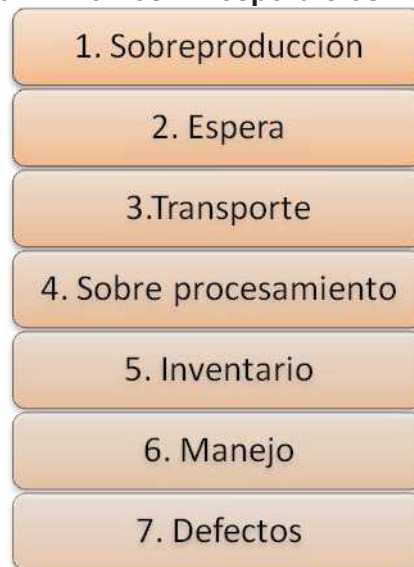 1. Sobreproducción
2. Espera
3.Transporte
4. Sobre procesamiento
5. Inventario
6. Manejo
7. Defectos